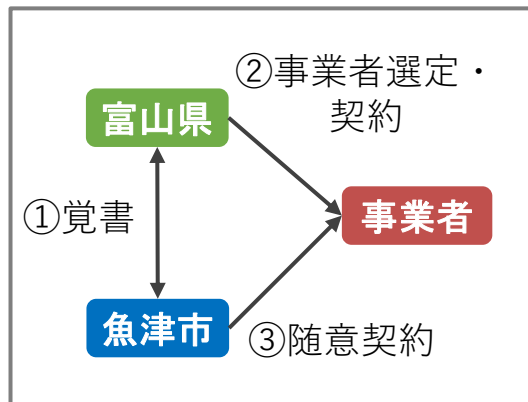 ②事業者選定・
契約
富山県
①覚書
事業者
魚津市
③随意契約